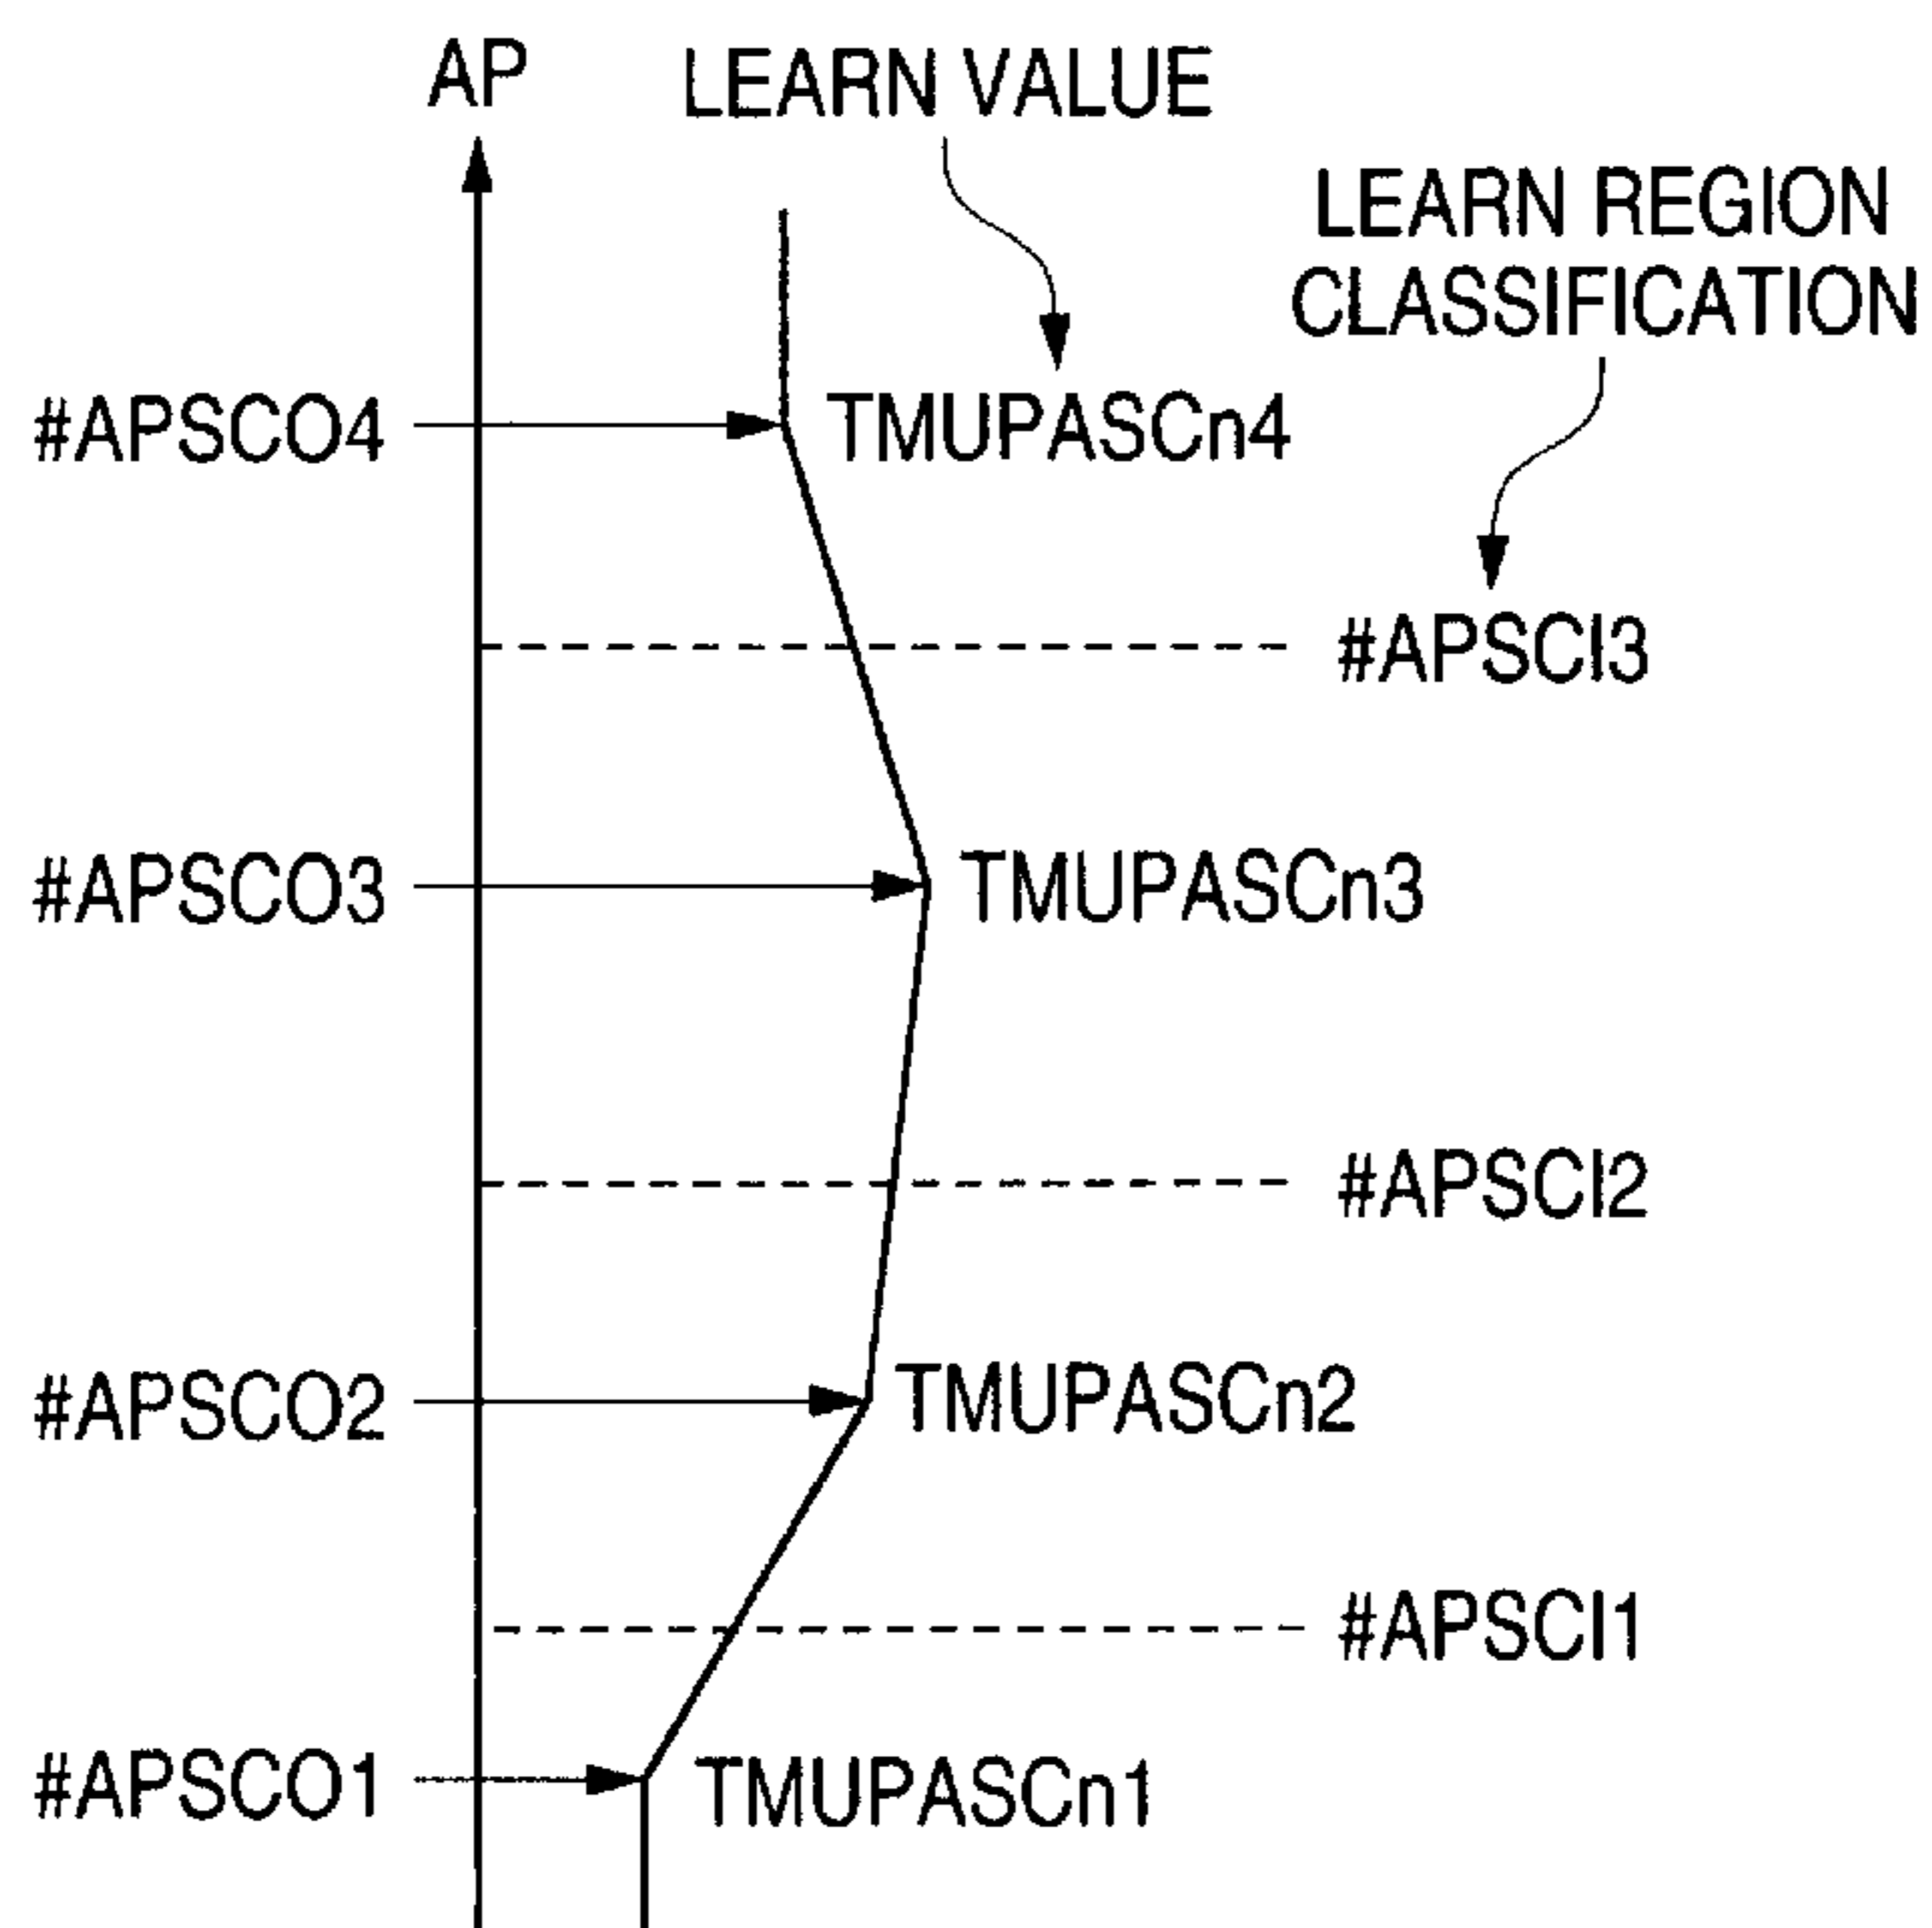 AP
LEARN VALUE
LEARN REGION
CLASSIFICATION
#APSCO4
TMUPASCn4
#APSCI3
#APSCO3
TMUPASCn3
#APSCI2
#APSCO2
TMUPASCn2
#APSCI1
#APSCO1
TMUPASCn1